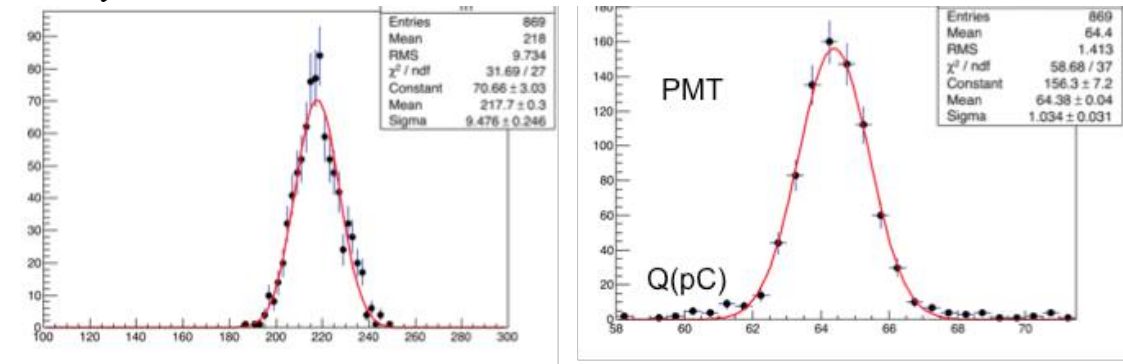 Entries 869
Mean 218
RMS 9.734
χ² / ndf 31.69 / 27
Constant 70.66 ± 3.03
Mean 217.7 ± 0.3
Sigma 9.476 ± 0.246
90
80
70
60
50
40
30
20
10
0
100 120 140 160 180 200 220 240 260 280 300
Entries 869
Mean 64.4
RMS 1.413
χ² / ndf 58.68 / 37
Constant 156.3 ± 7.2
Mean 64.38 ± 0.04
Sigma 1.034 ± 0.031
PMT
Q(pC)
160
140
120
100
80
60
40
20
0
58 60 62 64 66 68 70